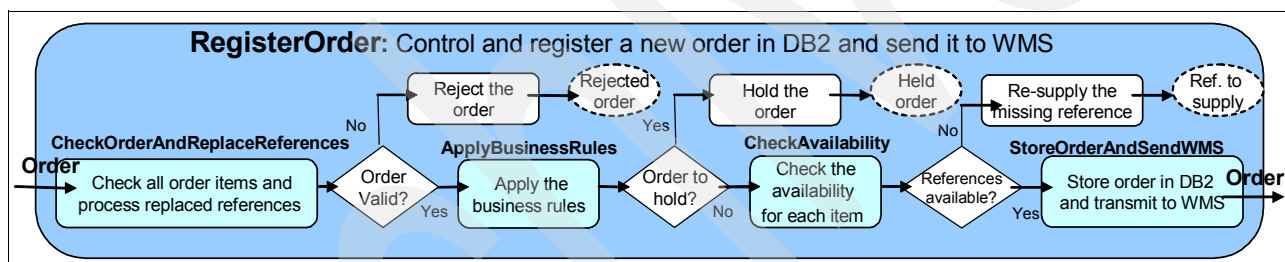 RegisterOrder: Control and register a new order in DB2 and send it to WMS
Reject the
order
Rejected
order
Hold the
order
Held
order
Re-supply the
missing reference
Ref. to
supply
No
Yes
No
CheckOrderAndReplaceReferences
ApplyBusinessRules
CheckAvailability
StoreOrderAndSendWMS
Order
Check all order items and
process replaced references
Order
Valid?
Yes
Apply the
business rules
Order to
hold?
No
Check the
availability
for each item
References
available?
Yes
Store order in DB2
and transmit to WMS
Order